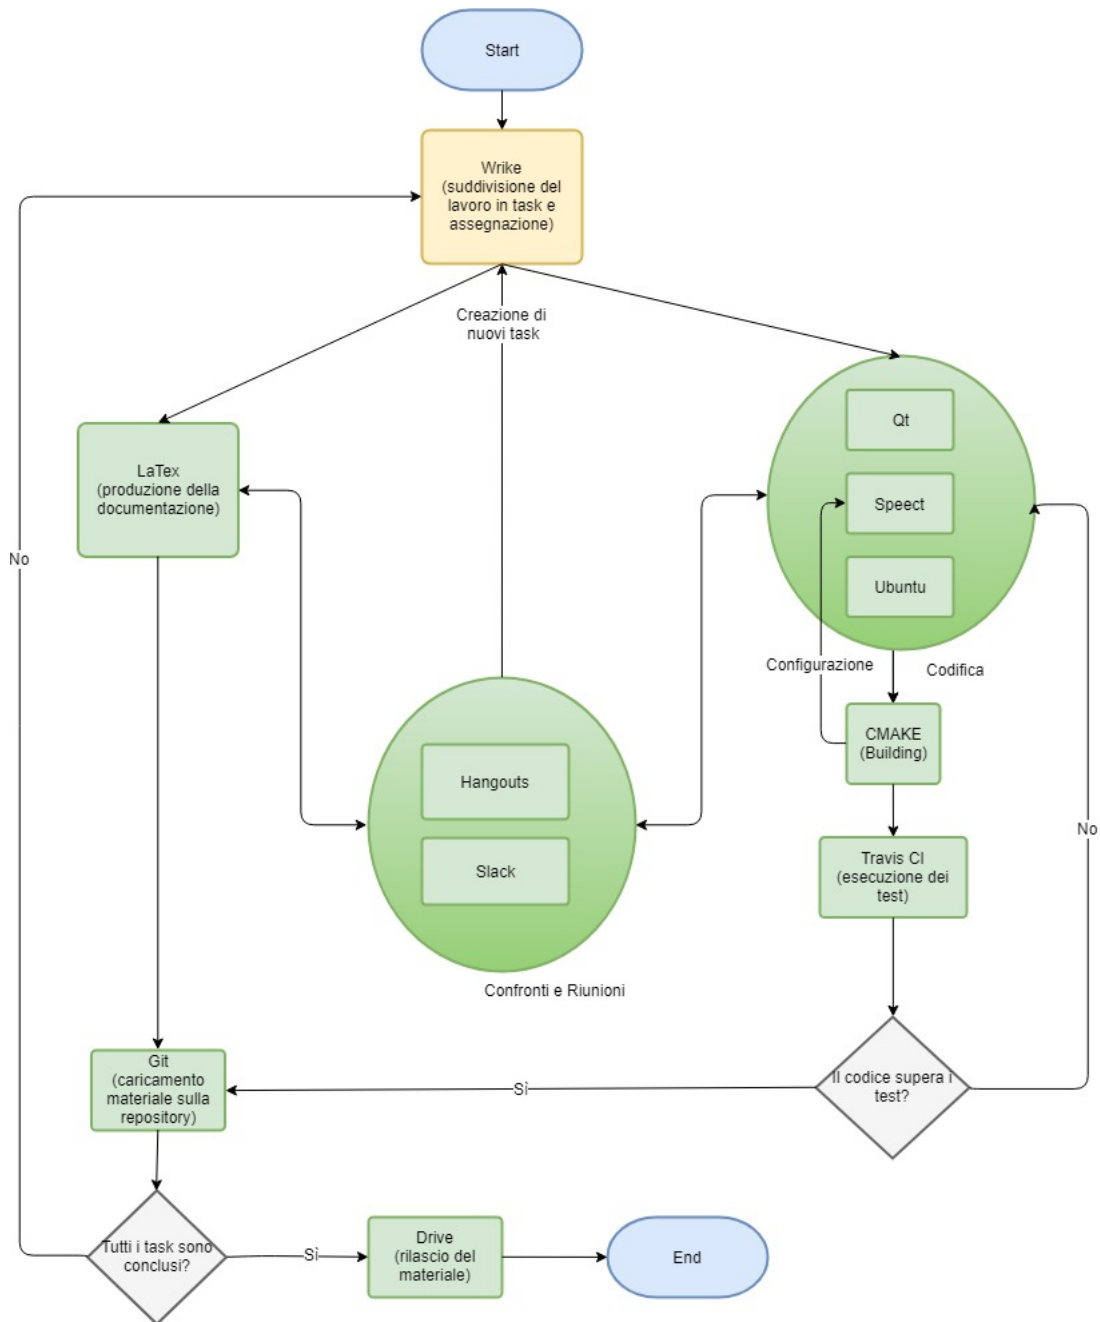 Start
Wrike
(suddivisione del
lavoro in task e
assegnazione)
Creazione di
nuovi task
Qt
LaTex
(produzione della
documentazione)
Speect
No
Ubuntu
Configurazione
Codifica
CMAKE
(Building)
Hangouts
No
Travis CI
(esecuzione dei
test)
Slack
Confronti e Riunioni
Git
(caricamento
materiale sulla
repository)
Sì
Il codice supera i
test?
Tutti i task sono
conclusi?
Sì
Drive
(rilascio del
materiale)
End